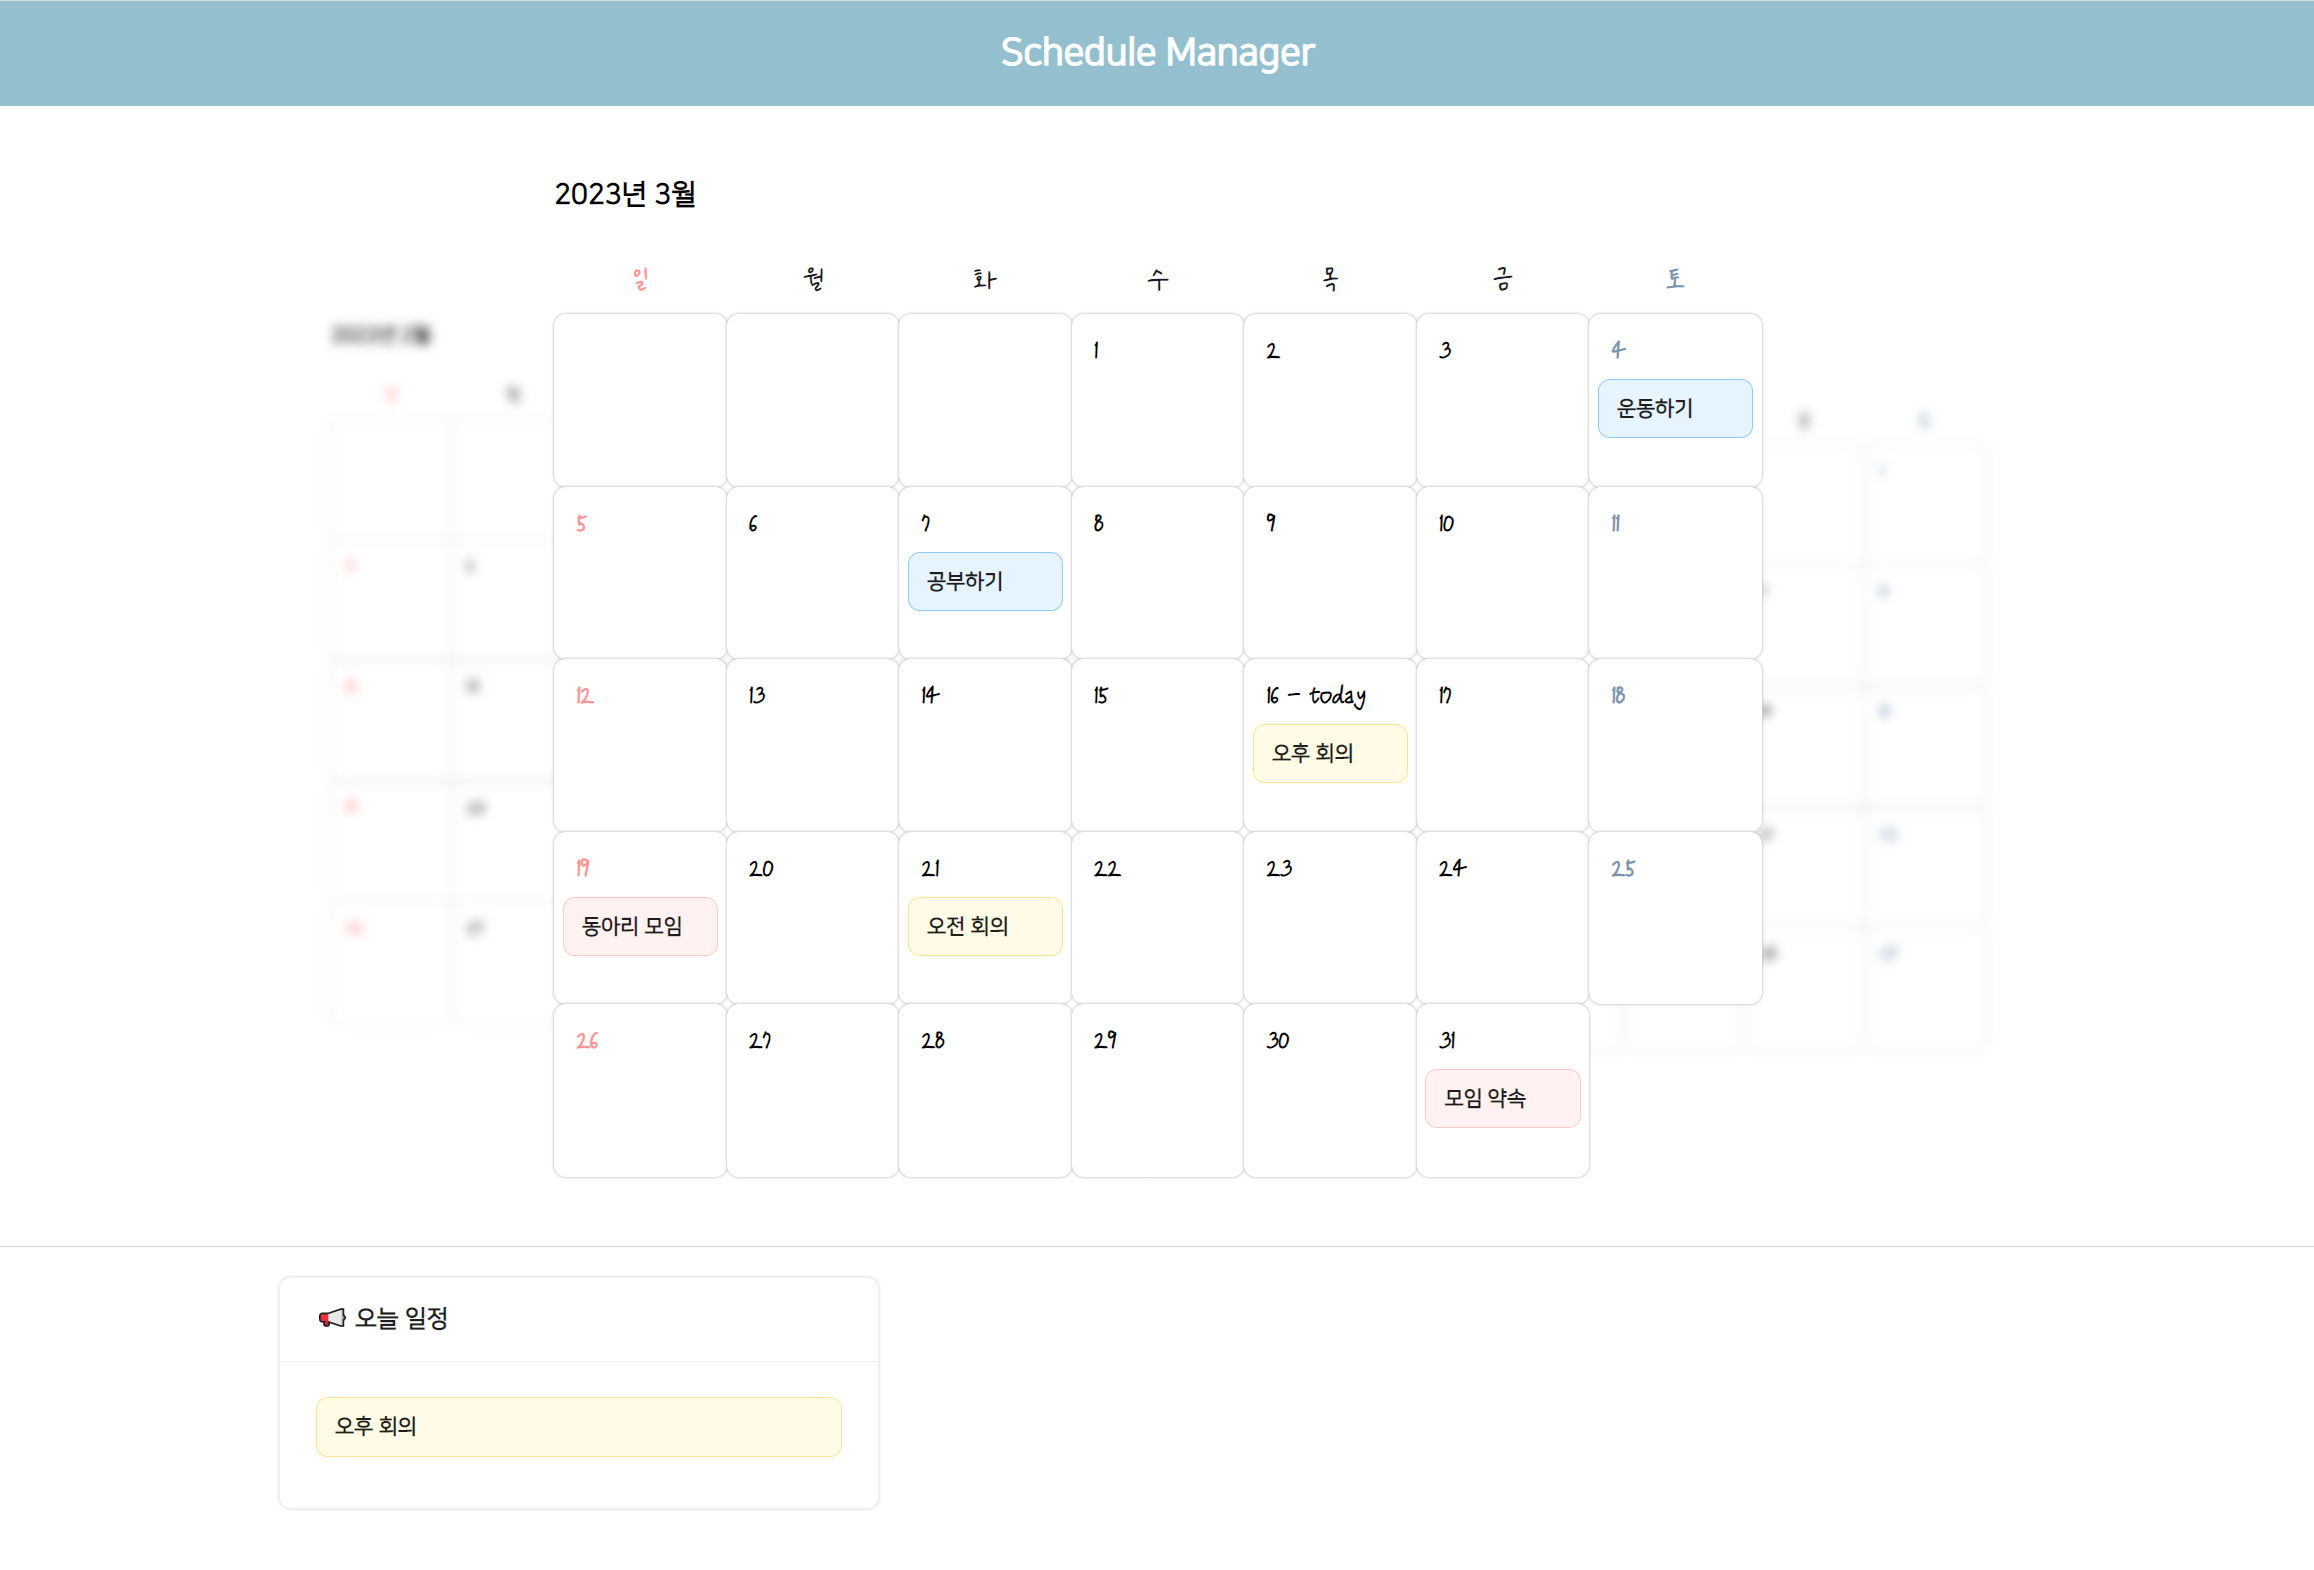 Schedule Manager
2023년 3월
일 월 화 수 목 금 토
1 2 3 4
운동하기
5 6 7 8 9 10 11
공부하기
12 13 14 15 16 - today 17 18
오후 회의
19 20 21 22 23 24 25
동아리 모임 오전 회의
26 27 28 29 30 31
모임 약속
오늘 일정
오후 회의